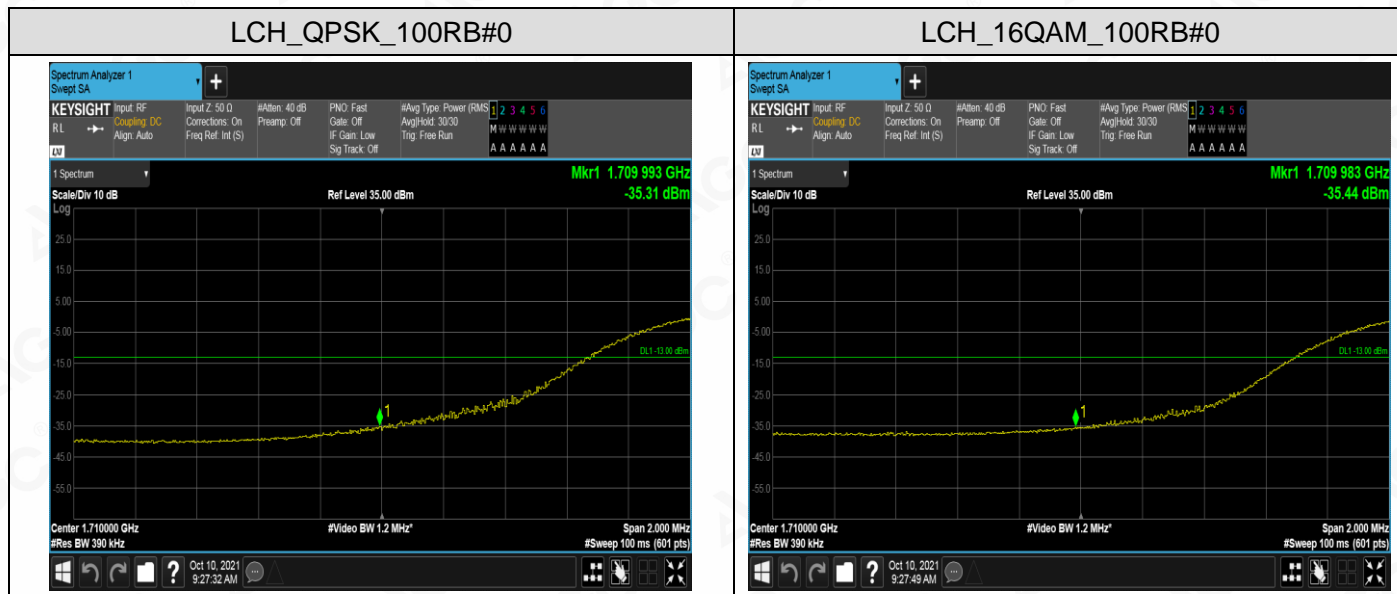 LCH_QPSK_100RB#0
Spectrum Analyzer 1
Swept SA
+
KEYSIGHT Input: RF Input Z: 50 Ω #Atten: 40 dB PNO: Fast #Avg Type: Power (RMS 1 2 3 4 5 6
RL Coupling: DC Corrections: On Preamp: Off Gate: Off Avg|Hold: 30/30 M W W W W W
Align: Auto Freq Ref: Int (S) IF Gain: Low Trig: Free Run
LXI Sig Track: Off A A A A A A
1 Spectrum Mkr1 1.709 993 GHz
Scale/Div 10 dB Ref Level 35.00 dBm -35.31 dBm
Log
25.0
15.0
5.00
-5.00
DL1 -13.00 dBm
-15.0
-25.0
1
-35.0
-45.0
-55.0
Center 1.710000 GHz #Video BW 1.2 MHz* Span 2.000 MHz
#Res BW 390 kHz #Sweep 100 ms (601 pts)
? Oct 10, 2021
9:27:32 AM
LCH_16QAM_100RB#0
Spectrum Analyzer 1
Swept SA
+
KEYSIGHT Input: RF Input Z: 50 Ω #Atten: 40 dB PNO: Fast #Avg Type: Power (RMS 1 2 3 4 5 6
RL Coupling: DC Corrections: On Preamp: Off Gate: Off Avg|Hold: 30/30 M W W W W W
Align: Auto Freq Ref: Int (S) IF Gain: Low Trig: Free Run
LXI Sig Track: Off A A A A A A
1 Spectrum Mkr1 1.709 983 GHz
Scale/Div 10 dB Ref Level 35.00 dBm -35.44 dBm
Log
25.0
15.0
5.00
-5.00
DL1 -13.00 dBm
-15.0
-25.0
1
-35.0
-45.0
-55.0
Center 1.710000 GHz #Video BW 1.2 MHz* Span 2.000 MHz
#Res BW 390 kHz #Sweep 100 ms (601 pts)
? Oct 10, 2021
9:27:49 AM